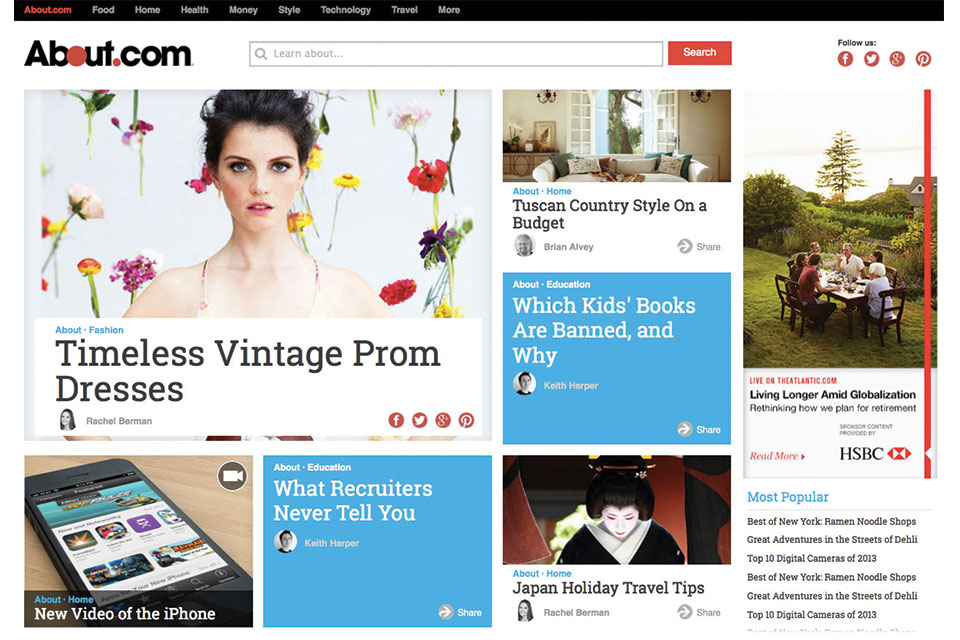 About.com Food Home Health Money Style Technology Travel More
About.com
Learn about...
Search
Follow us:
About · Fashion
Timeless Vintage Prom
Dresses
Rachel Berman
About · Home
Tuscan Country Style On a
Budget
Brian Alvey
Share
About · Education
Which Kids' Books
Are Banned, and
Why
Keith Harper
Share
LIVE ON THEATLANTIC.COM
Living Longer Amid Globalization
Rethinking how we plan for retirement
SPONSOR CONTENT
PROVIDED BY
Read More
HSBC
About · Home
New Video of the iPhone
About · Education
What Recruiters
Never Tell You
Keith Harper
Share
About · Home
Japan Holiday Travel Tips
Rachel Berman
Share
Most Popular
Best of New York: Ramen Noodle Shops
Great Adventures in the Streets of Dehli
Top 10 Digital Cameras of 2013
Best of New York: Ramen Noodle Shops
Great Adventures in the Streets of Dehli
Top 10 Digital Cameras of 2013
Best of New York: Ramen Noodle Shops